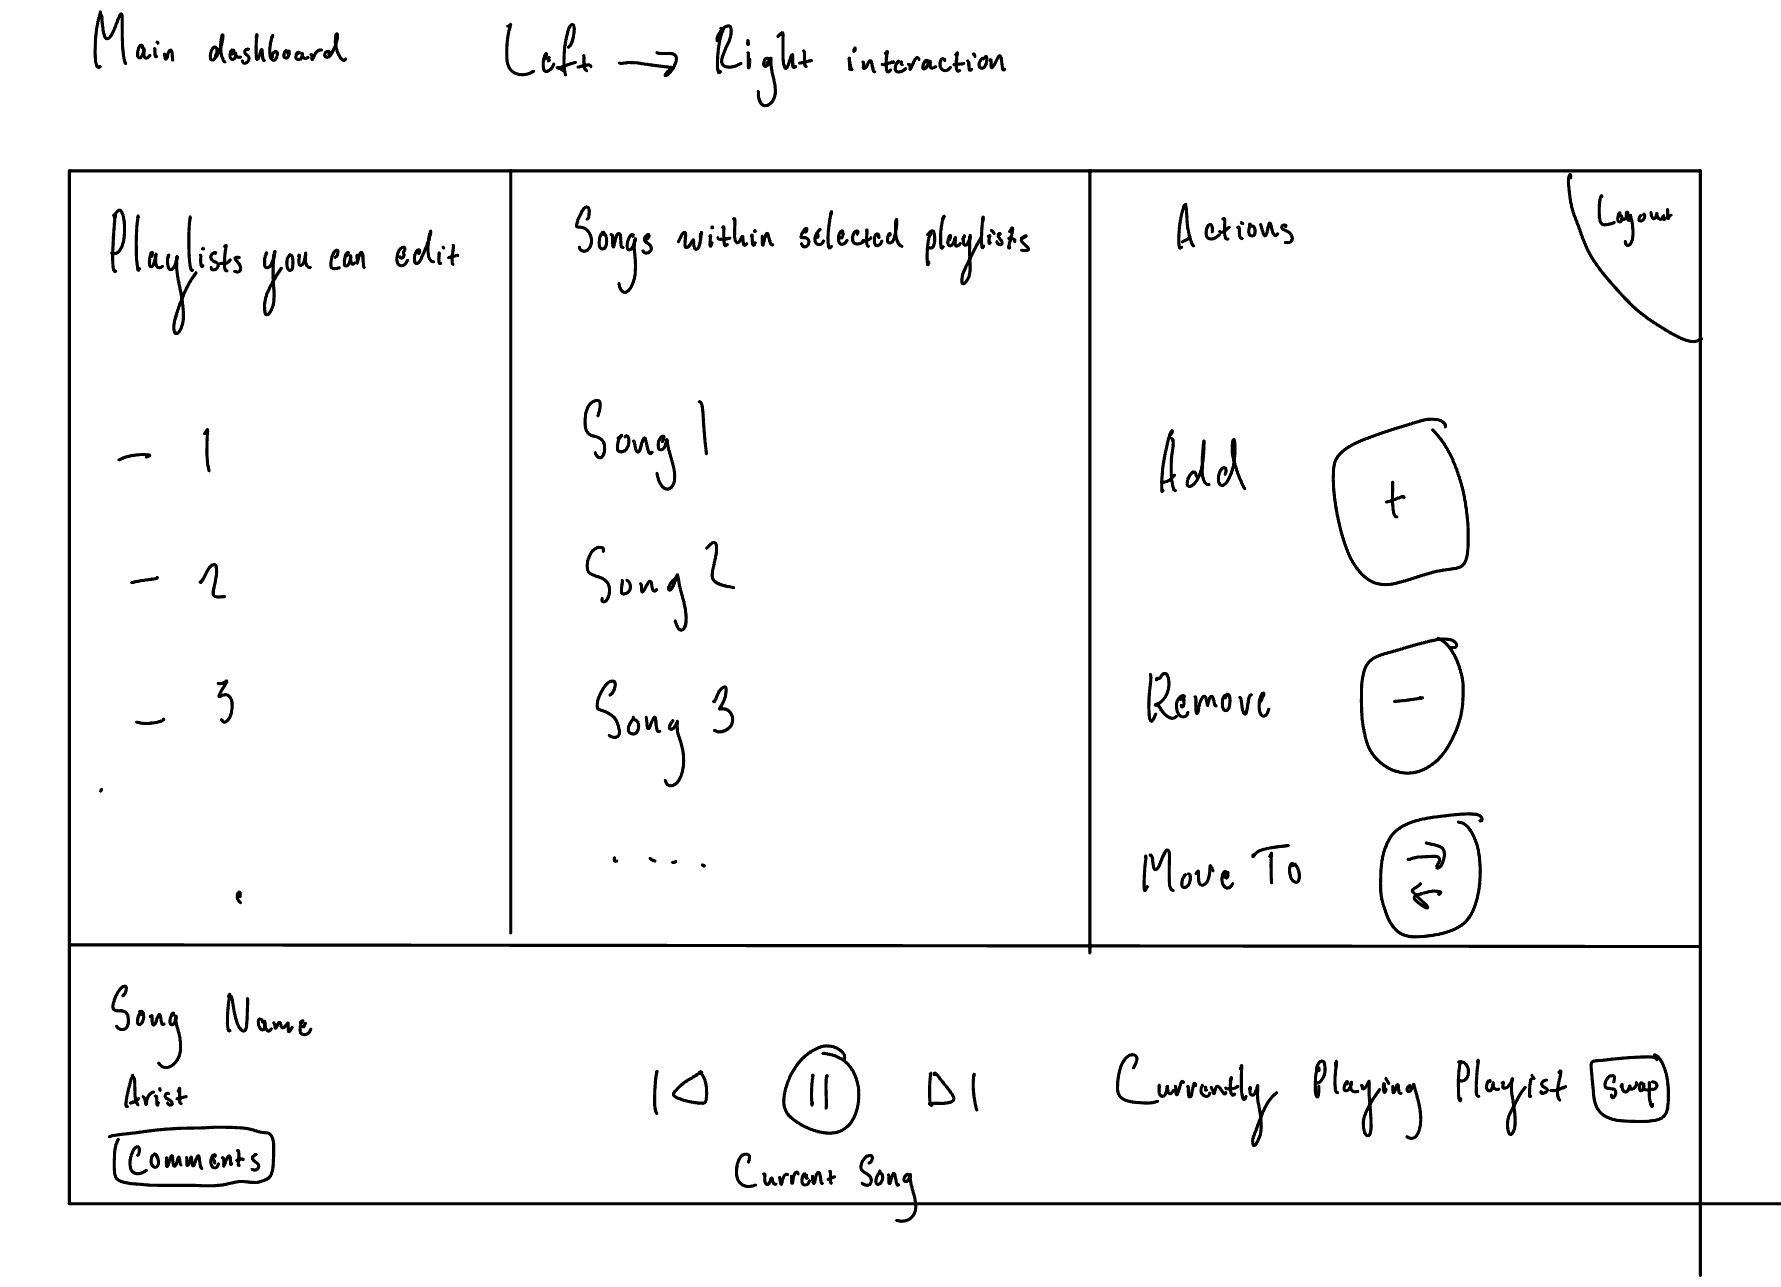 Main dashboard
Left → Right interaction
Playlists you can edit
- 1
- 2
- 3
Songs within selected playlists
Song 1
Song 2
Song 3
....
Actions
Logout
Add +
Remove -
Move To
Song Name
Arist
Comments
Current Song
Currently Playing Playist
Swap